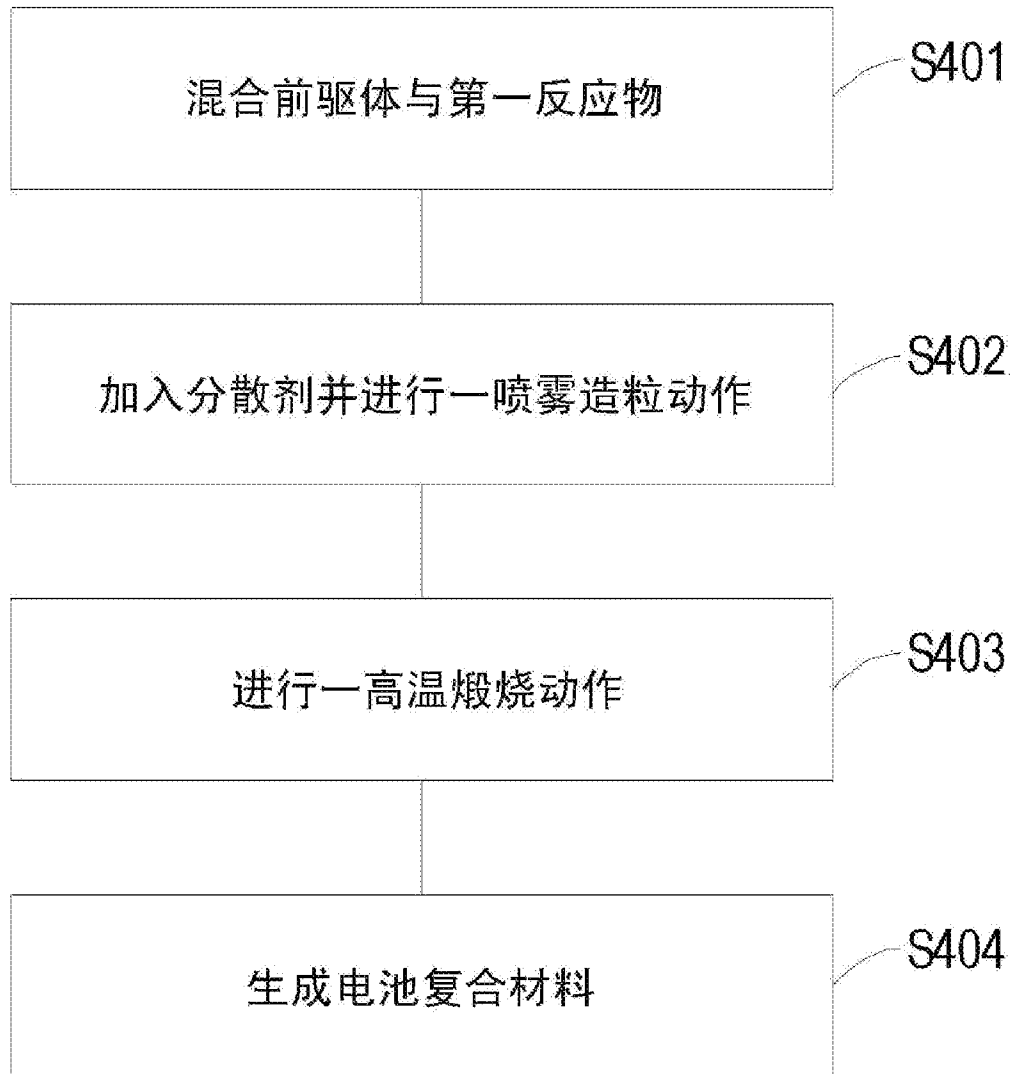 混合前驱体与第一反应物
S401
加入分散剂并进行一喷雾造粒动作
S402
进行一高温煅烧动作
S403
生成电池复合材料
S404